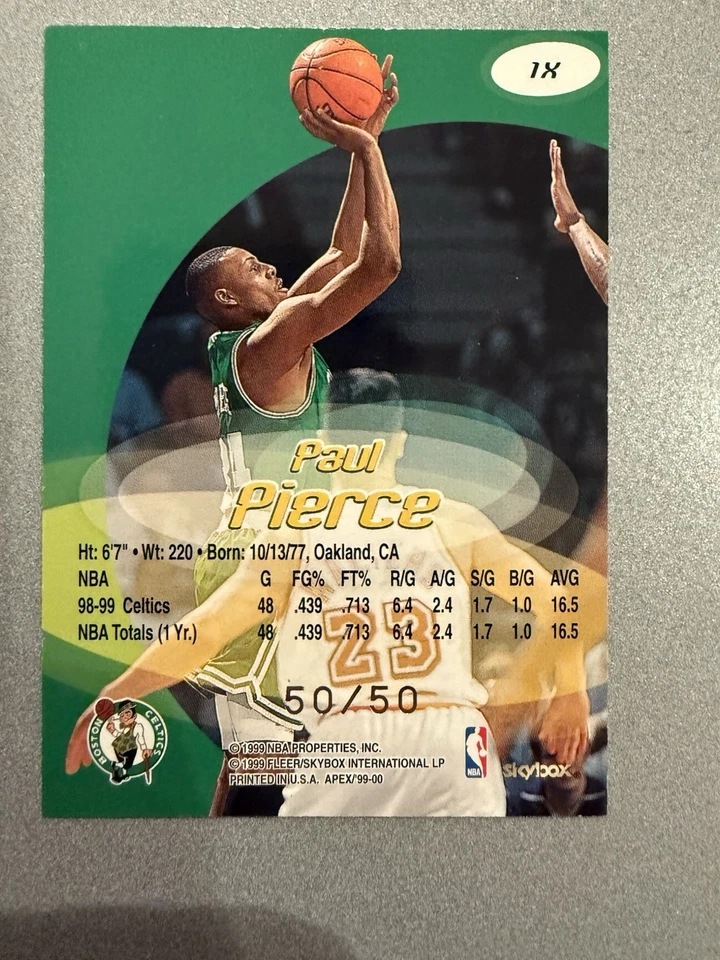 1X
Paul
Pierce
Ht: 6'7" • Wt: 220 • Born: 10/13/77, Oakland, CA
NBA G FG% FT% R/G A/G S/G B/G AVG
98-99 Celtics 48 .439 .713 6.4 2.4 1.7 1.0 16.5
NBA Totals (1 Yr.) 48 .439 .713 6.4 2.4 1.7 1.0 16.5
23
50/50
BOSTON CELTICS
© 1999 NBA PROPERTIES, INC.
© 1999 FLEER/SKYBOX INTERNATIONAL LP
PRINTED IN U.S.A. APEX/'99-00
NBA
skybox